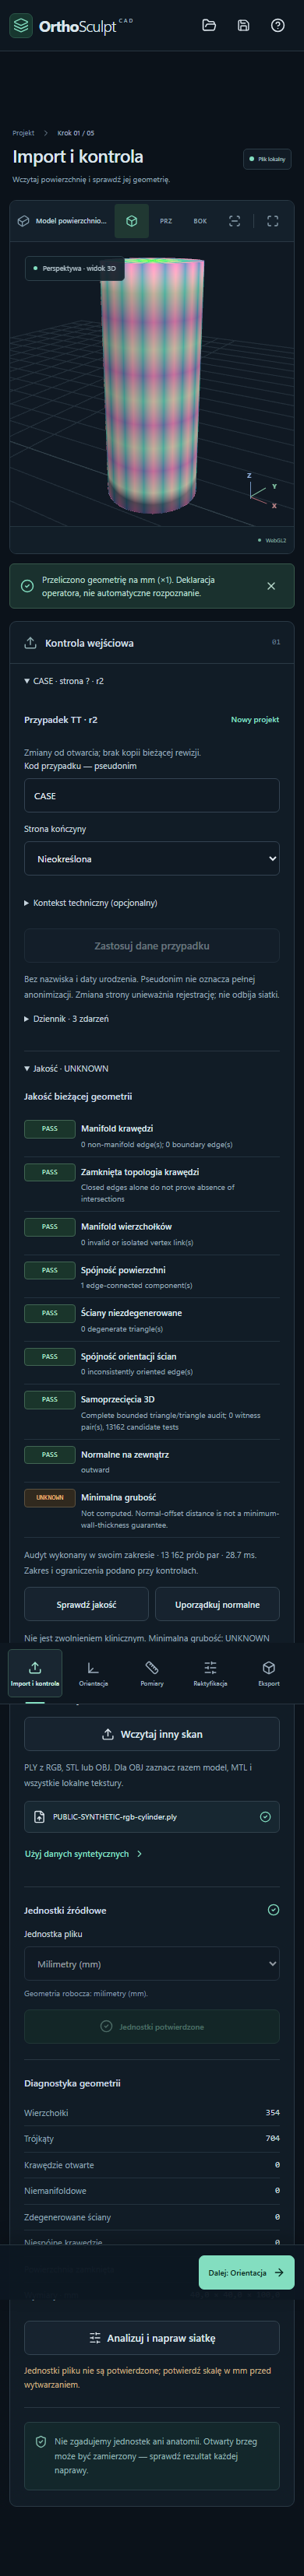 OrthoSculpt CAD
Projekt > Krok 01 / 05
Import i kontrola
Plik lokalny
Wczytaj powierzchnię i sprawdź jej geometrię.
Model powierzchnio...
PRZ
BOK
Perspektywa · widok 3D
Z
Y
X
WebGL2
Przeliczono geometrię na mm (×1). Deklaracja
operatora, nie automatyczne rozpoznanie.
Kontrola wejściowa
01
CASE · strona ? · r2
Przypadek TT · r2
Nowy projekt
Zmiany od otwarcia; brak kopii bieżącej rewizji.
Kod przypadku — pseudonim
CASE
Strona kończyny
Nieokreślona
Kontekst techniczny (opcjonalny)
Zastosuj dane przypadku
Bez nazwiska i daty urodzenia. Pseudonim nie oznacza pełnej
anonimizacji. Zmiana strony unieważnia rejestrację; nie odbija siatki.
Dziennik · 3 zdarzeń
Jakość · UNKNOWN
Jakość bieżącej geometrii
PASS Manifold krawędzi
0 non-manifold edge(s); 0 boundary edge(s)
PASS Zamknięta topologia krawędzi
Closed edges alone do not prove absence of
intersections
PASS Manifold wierzchołków
0 invalid or isolated vertex link(s)
PASS Spójność powierzchni
1 edge-connected component(s)
PASS Ściany niezdegenerowane
0 degenerate triangle(s)
PASS Spójność orientacji ścian
0 inconsistently oriented edge(s)
PASS Samoprzecięcia 3D
Complete bounded triangle/triangle audit; 0 witness
pair(s), 13162 candidate tests
PASS Normalne na zewnątrz
outward
UNKNOWN Minimalna grubość
Not computed. Normal-offset distance is not a minimum-
wall-thickness guarantee.
Audyt wykonany w swoim zakresie · 13 162 prób par · 28.7 ms.
Zakres i ograniczenia podano przy kontrolach.
Sprawdź jakość
Uporządkuj normalne
Nie jest zwolnieniem klinicznym. Minimalna grubość: UNKNOWN
Import i kontrola
Orientacja
Pomiary
Rektyfikacja
Eksport
Wczytaj inny skan
PLY z RGB, STL lub OBJ. Dla OBJ zaznacz razem model, MTL i
wszystkie lokalne tekstury.
PUBLIC-SYNTHETIC-rgb-cylinder.ply
Użyj danych syntetycznych >
Jednostki źródłowe
Jednostka pliku
Milimetry (mm)
Geometria robocza: milimetry (mm).
Jednostki potwierdzone
Diagnostyka geometrii
Wierzchołki 354
Trójkąty 704
Krawędzie otwarte 0
Niemanifoldowe 0
Zdegenerowane ściany 0
Niespójne krawędzie 0
Dalej: Orientacja
Analizuj i napraw siatkę
Jednostki pliku nie są potwierdzone; potwierdź skalę w mm przed
wytwarzaniem.
Nie zgadujemy jednostek ani anatomii. Otwarty brzeg
może być zamierzony — sprawdź rezultat każdej
naprawy.